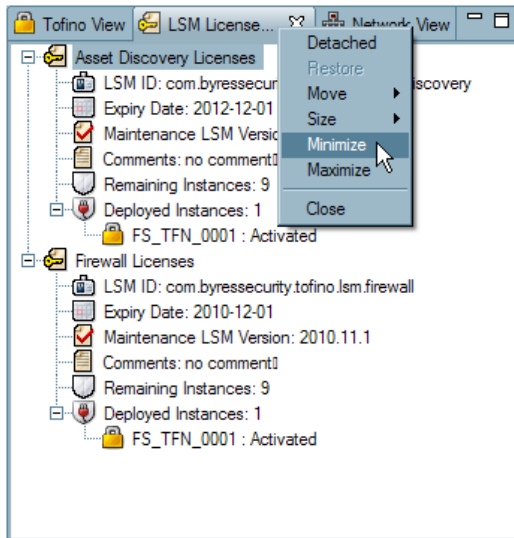 Tofino View
LSM License...
Network View
Detached
Restore
Move
Size
Minimize
Maximize
Close
Asset Discovery Licenses
LSM ID: com.byressecur
iscovery
Expiry Date: 2012-12-01
Maintenance LSM Versio
Comments: no comment
Remaining Instances: 9
Deployed Instances: 1
FS_TFN_0001 : Activated
Firewall Licenses
LSM ID: com.byressecurity.tofino.lsm.firewall
Expiry Date: 2010-12-01
Maintenance LSM Version: 2010.11.1
Comments: no comment
Remaining Instances: 9
Deployed Instances: 1
FS_TFN_0001 : Activated